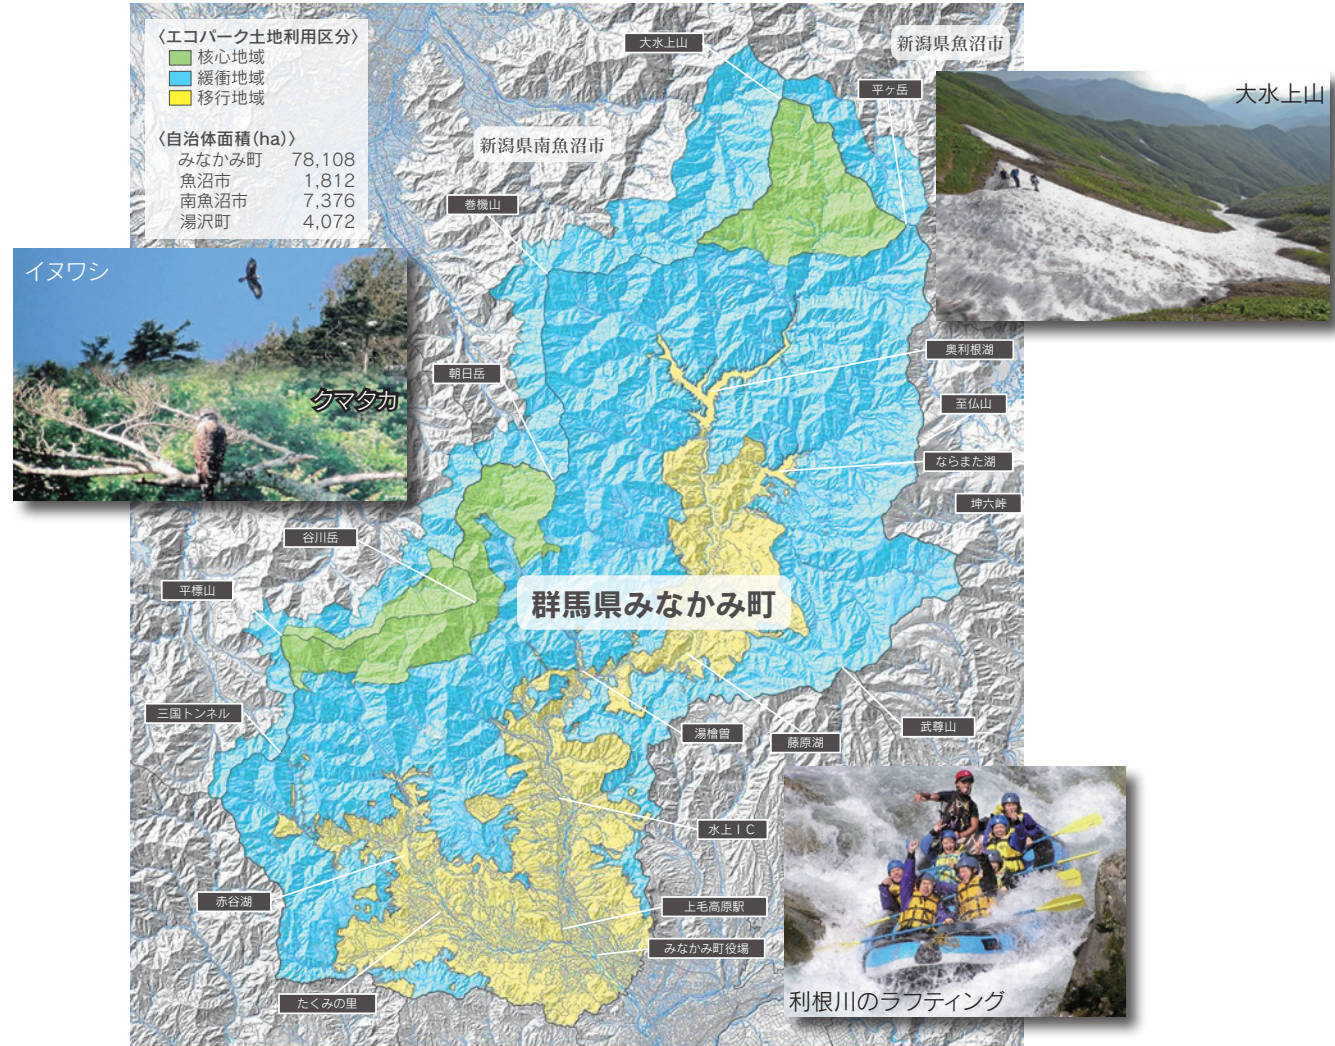 〈エコパーク土地利用区分〉
核心地域
緩衝地域
移行地域
〈自治体面積(ha)〉
みなかみ町 78,108
魚沼市 1,812
南魚沼市 7,376
湯沢町 4,072
大水上山
新潟県魚沼市
平ヶ岳
大水上山
新潟県南魚沼市
巻機山
イヌワシ
クマタカ
奥利根湖
朝日岳
至仏山
ならまた湖
坤六峠
谷川岳
平標山
群馬県みなかみ町
三国トンネル
湯檜曽
藤原湖
武尊山
水上IC
赤谷湖
上毛高原駅
みなかみ町役場
たくみの里
利根川のラフティング